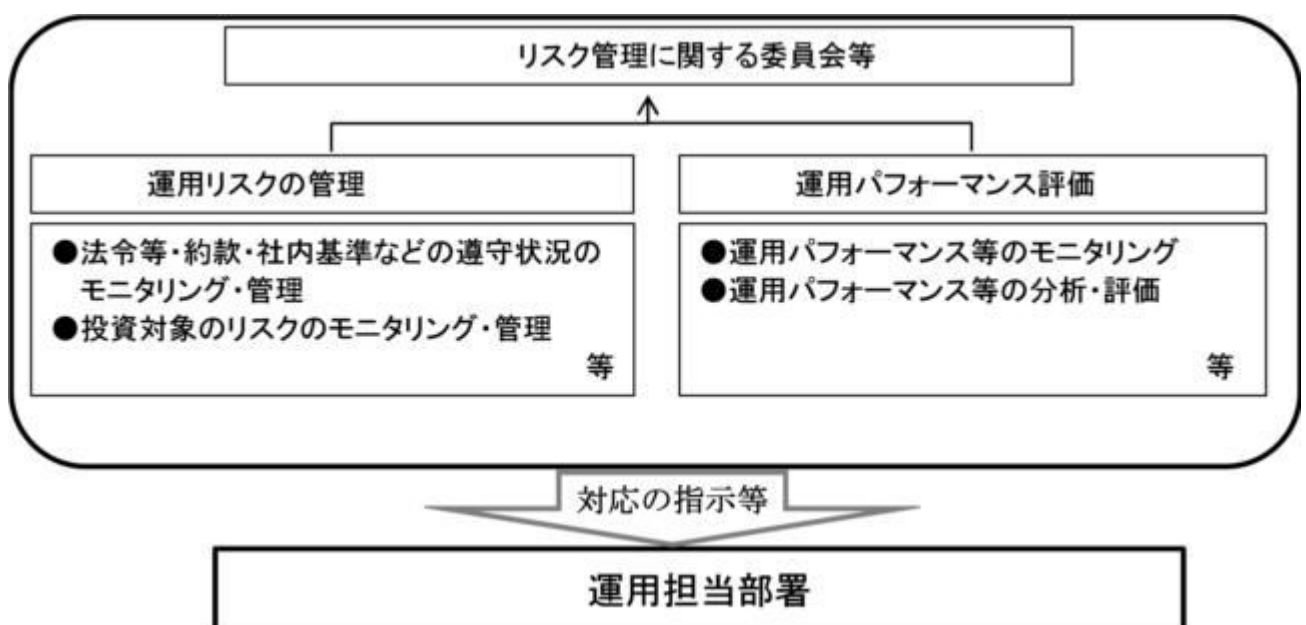 リスク管理に関する委員会等
運用リスクの管理
運用パフォーマンス評価
●法令等・約款・社内基準などの遵守状況の
モニタリング・管理
●投資対象のリスクのモニタリング・管理
等
●運用パフォーマンス等のモニタリング
●運用パフォーマンス等の分析・評価
等
対応の指示等
運用担当部署